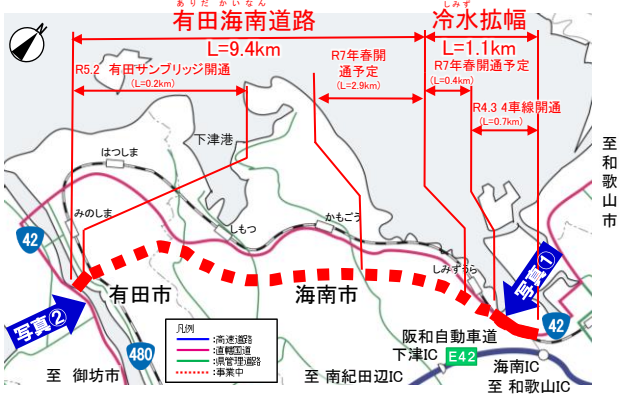 ありだ かいなん
有田海南道路
L=9.4km
しみず
冷水拡幅
L=1.1km
R5.2 有田サンブリッジ開通
(L=0.2km)
R7年春開
通予定
(L=2.9km)
R7年春開通予定
(L=0.4km)
R4.3 4車線開通
(L=0.7km)
至和歌山市
下津港
はつしま
みのしま
しもつ
かもごう
しみずうら
42
有田市
海南市
写真①
写真②
480
42
凡例
:高速道路
:直轄国道
:県管理道路
:事業中
阪和自動車道
下津IC
E42
海南IC
至 御坊市
至 南紀田辺IC
至 和歌山IC